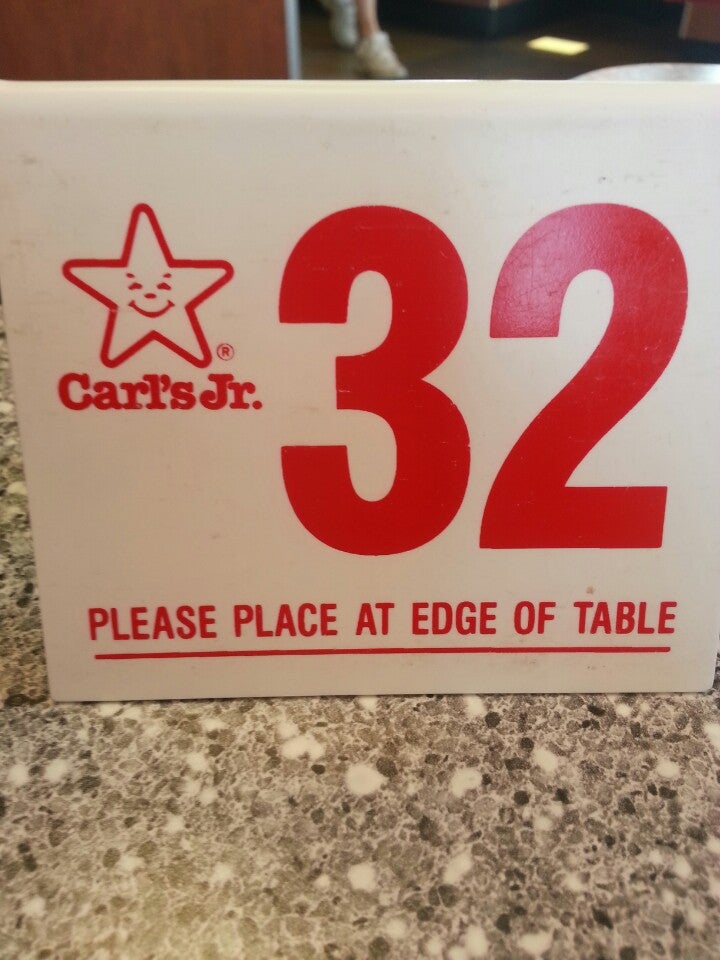 32
®
Carl's Jr.
PLEASE PLACE AT EDGE OF TABLE